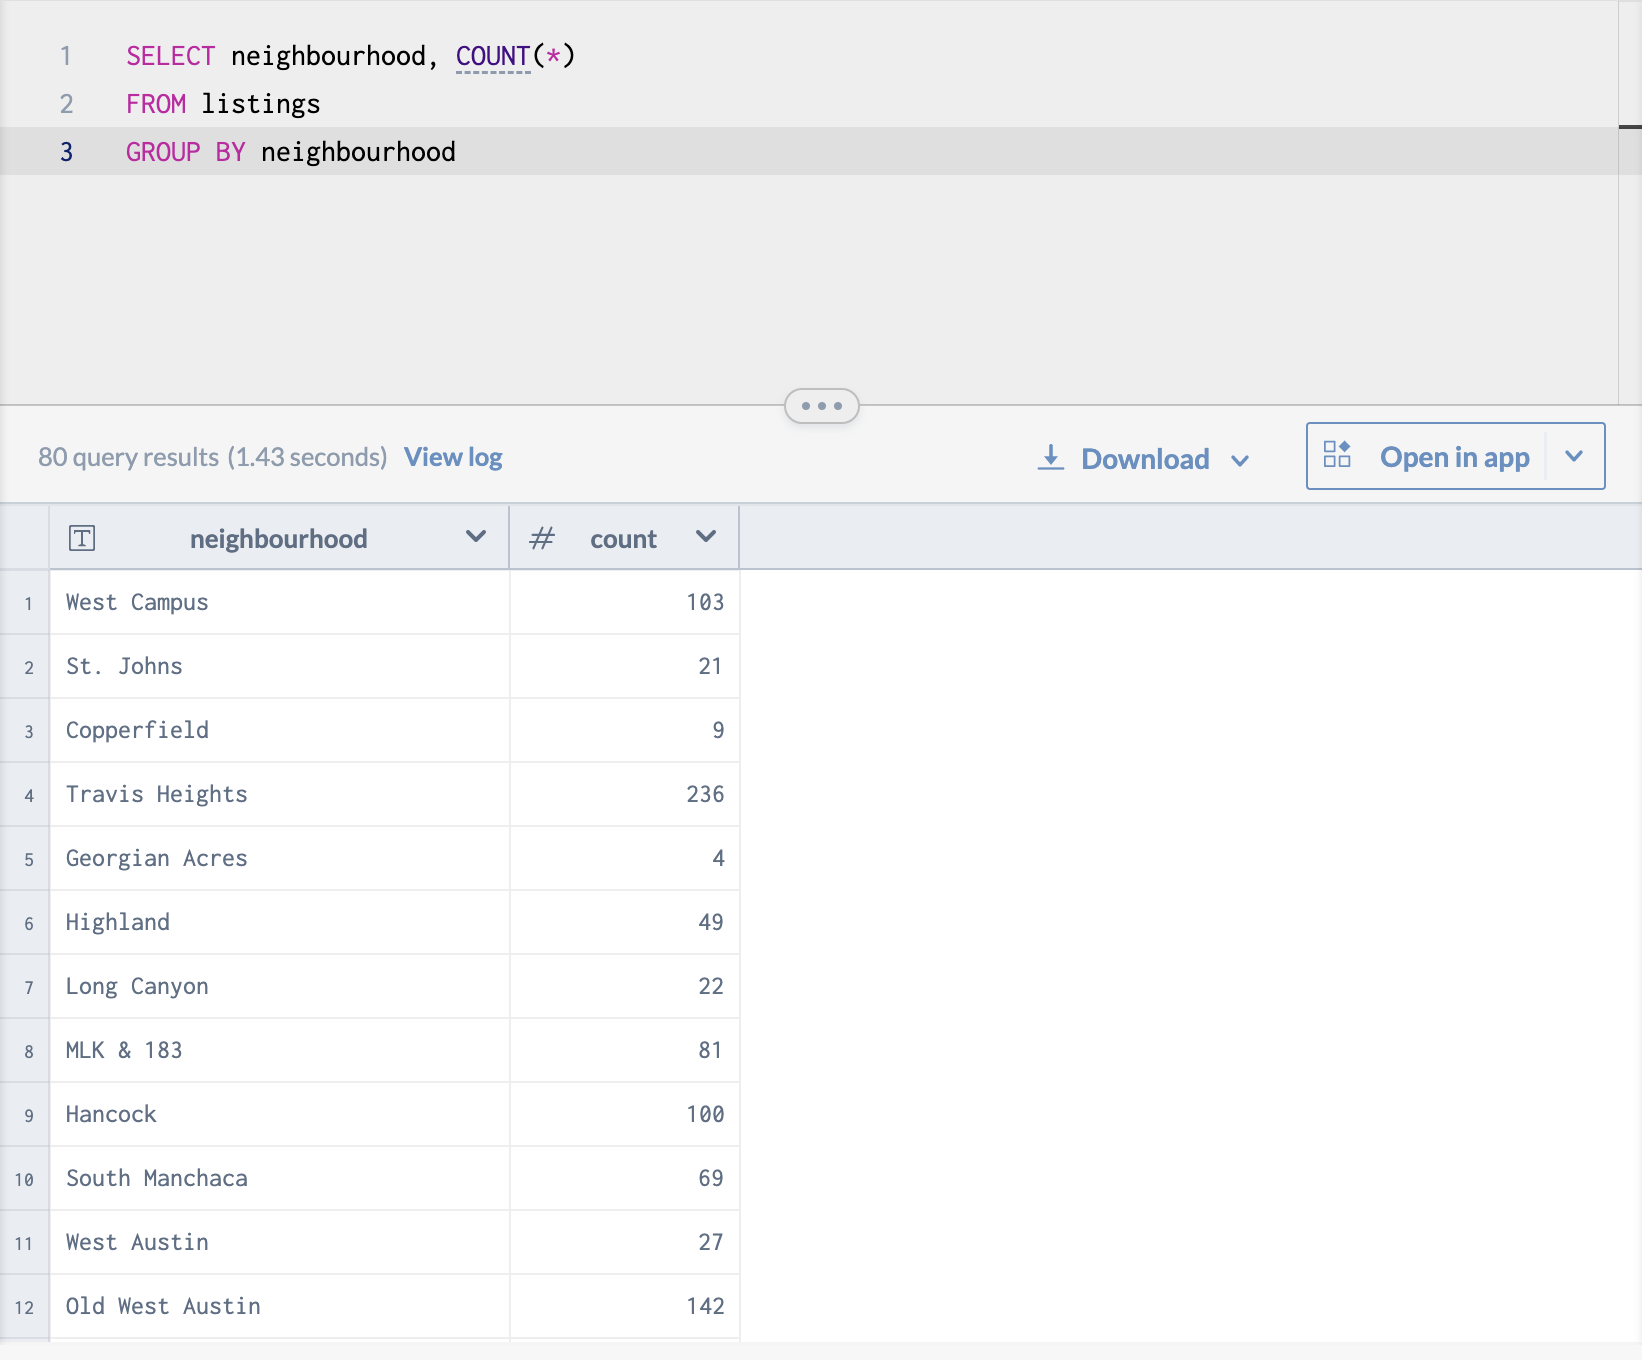 1 SELECT neighbourhood, COUNT(*)
2 FROM listings
3 GROUP BY neighbourhood
80 query results (1.43 seconds) View log Download Open in app
T neighbourhood # count
1 West Campus 103
2 St. Johns 21
3 Copperfield 9
4 Travis Heights 236
5 Georgian Acres 4
6 Highland 49
7 Long Canyon 22
8 MLK & 183 81
9 Hancock 100
10 South Manchaca 69
11 West Austin 27
12 Old West Austin 142